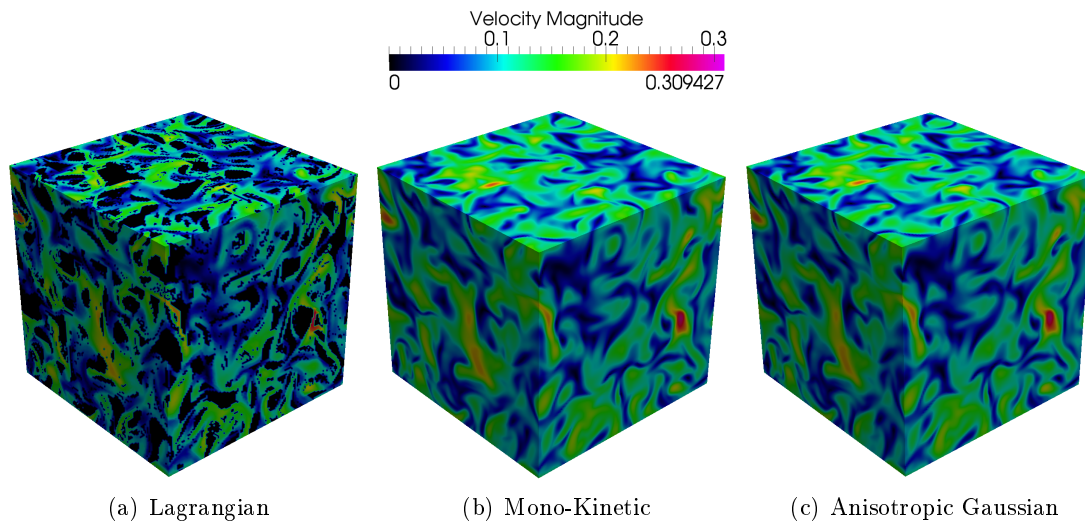 Velocity Magnitude
0.1 0.2 0.3
0 0.309427
(a) Lagrangian
(b) Mono-Kinetic
(c) Anisotropic Gaussian